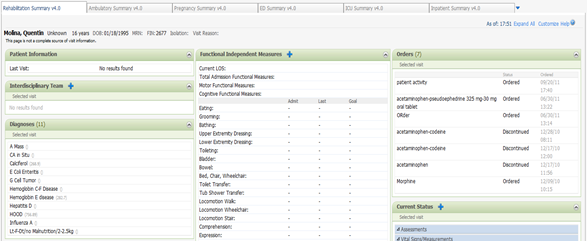 Rehabilitation Summary v4.0
Ambulatory Summary v4.0
Pregnancy Summary v4.0
ED Summary v4.0
ICU Summary v4.0
Inpatient Summary v4.0
As of: 17:51 Expand All Customize Help
Molina, Quentin Unknown 16 years DOB:01/18/1995 MRN: FIN:2677 Isolation: Visit Reason:
This page is not a complete source of visit information.
Patient Information
Last Visit: No results found
Interdisciplinary Team
Selected visit
No results found
Diagnoses (11)
Selected visit
A Mass
CA in Situ
Calciferol
E Coli Enteritis
G Cell Tumor
Hemoglobin C-F Disease
Hemoglobin E disease
Hepatitis D
HOOD
Influenza A
Lt-F-Dt/no Malnutrition/2-2.5kg
Functional Independent Measures
Current LOS:
Total Admission Functional Measures:
Motor Functional Measures:
Cognitive Functional Measures:
Admit Last Goal
Eating: - - -
Grooming: - - -
Bathing: - - -
Upper Extremity Dressing: - - -
Lower Extremity Dressing: - - -
Toileting: - - -
Bladder: - - -
Bowel: - - -
Bed, Chair, Wheelchair: - - -
Toilet Transfer: - - -
Tub Shower Transfer: - - -
Locomotion Walk: - - -
Locomotion Wheelchair: - - -
Locomotion Stair: - - -
Comprehension: - - -
Expression: - - -
Orders (7)
Selected visit
Status Ordered
patient activity Ordered 09/20/11
17:40
acetaminophen-pseudoephedrine 325 mg-30 mg Ordered 06/30/11
oral tablet 13:22
ORder Ordered 06/30/11
13:14
acetaminophen-codeine Discontinued 12/28/10
acetaminophen-codeine Discontinued 12/17/10
12:00
acetaminophen Discontinued 12/17/10
11:56
Morphine Ordered 12/09/10
10:15
Current Status
Selected visit
Assessments
Vital Signs/Measurements